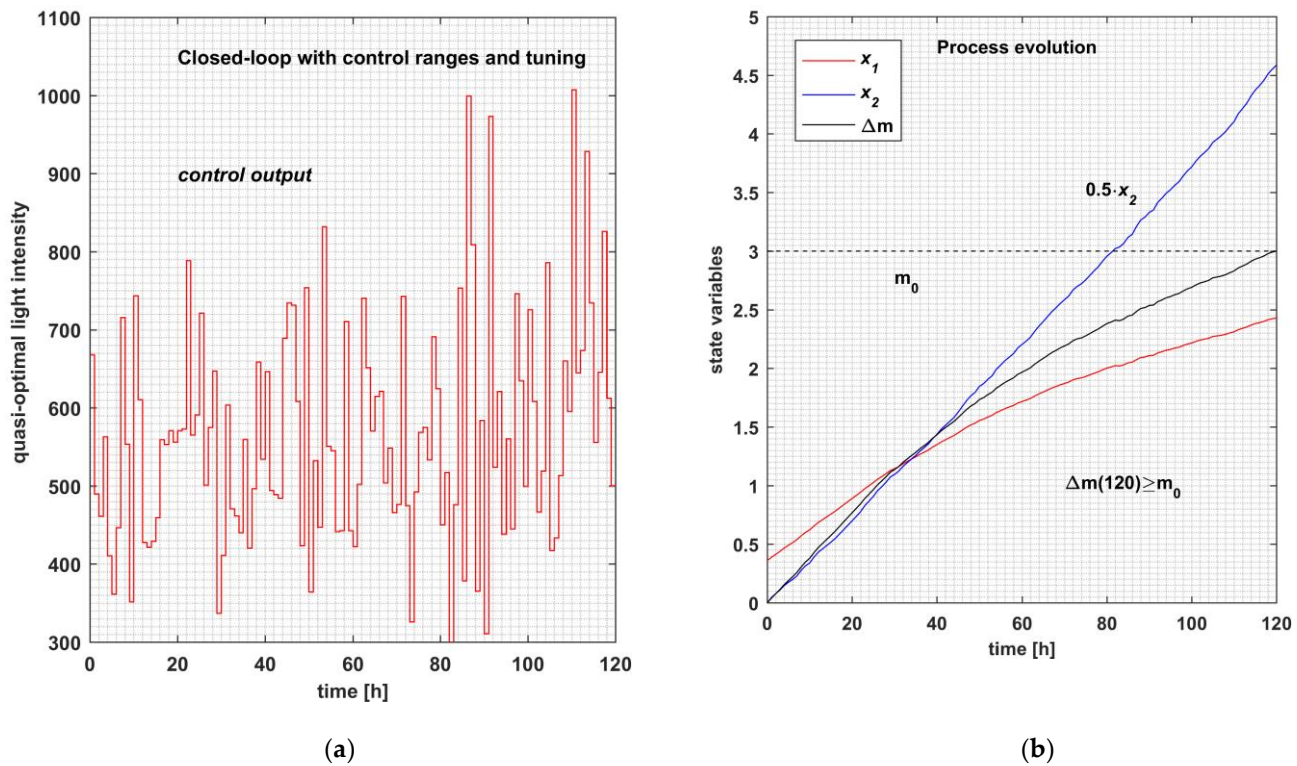 Closed-loop with control ranges and tuning
control output
quasi-optimal light intensity
1100
1000
900
800
700
600
500
400
300
0 20 40 60 80 100 120
time [h]
(a)
Process evolution
x1
x2
Δm
0.5·x2
m0
Δm(120)≥m0
state variables
5
4.5
4
3.5
3
2.5
2
1.5
1
0.5
0
0 20 40 60 80 100 120
time [h]
(b)